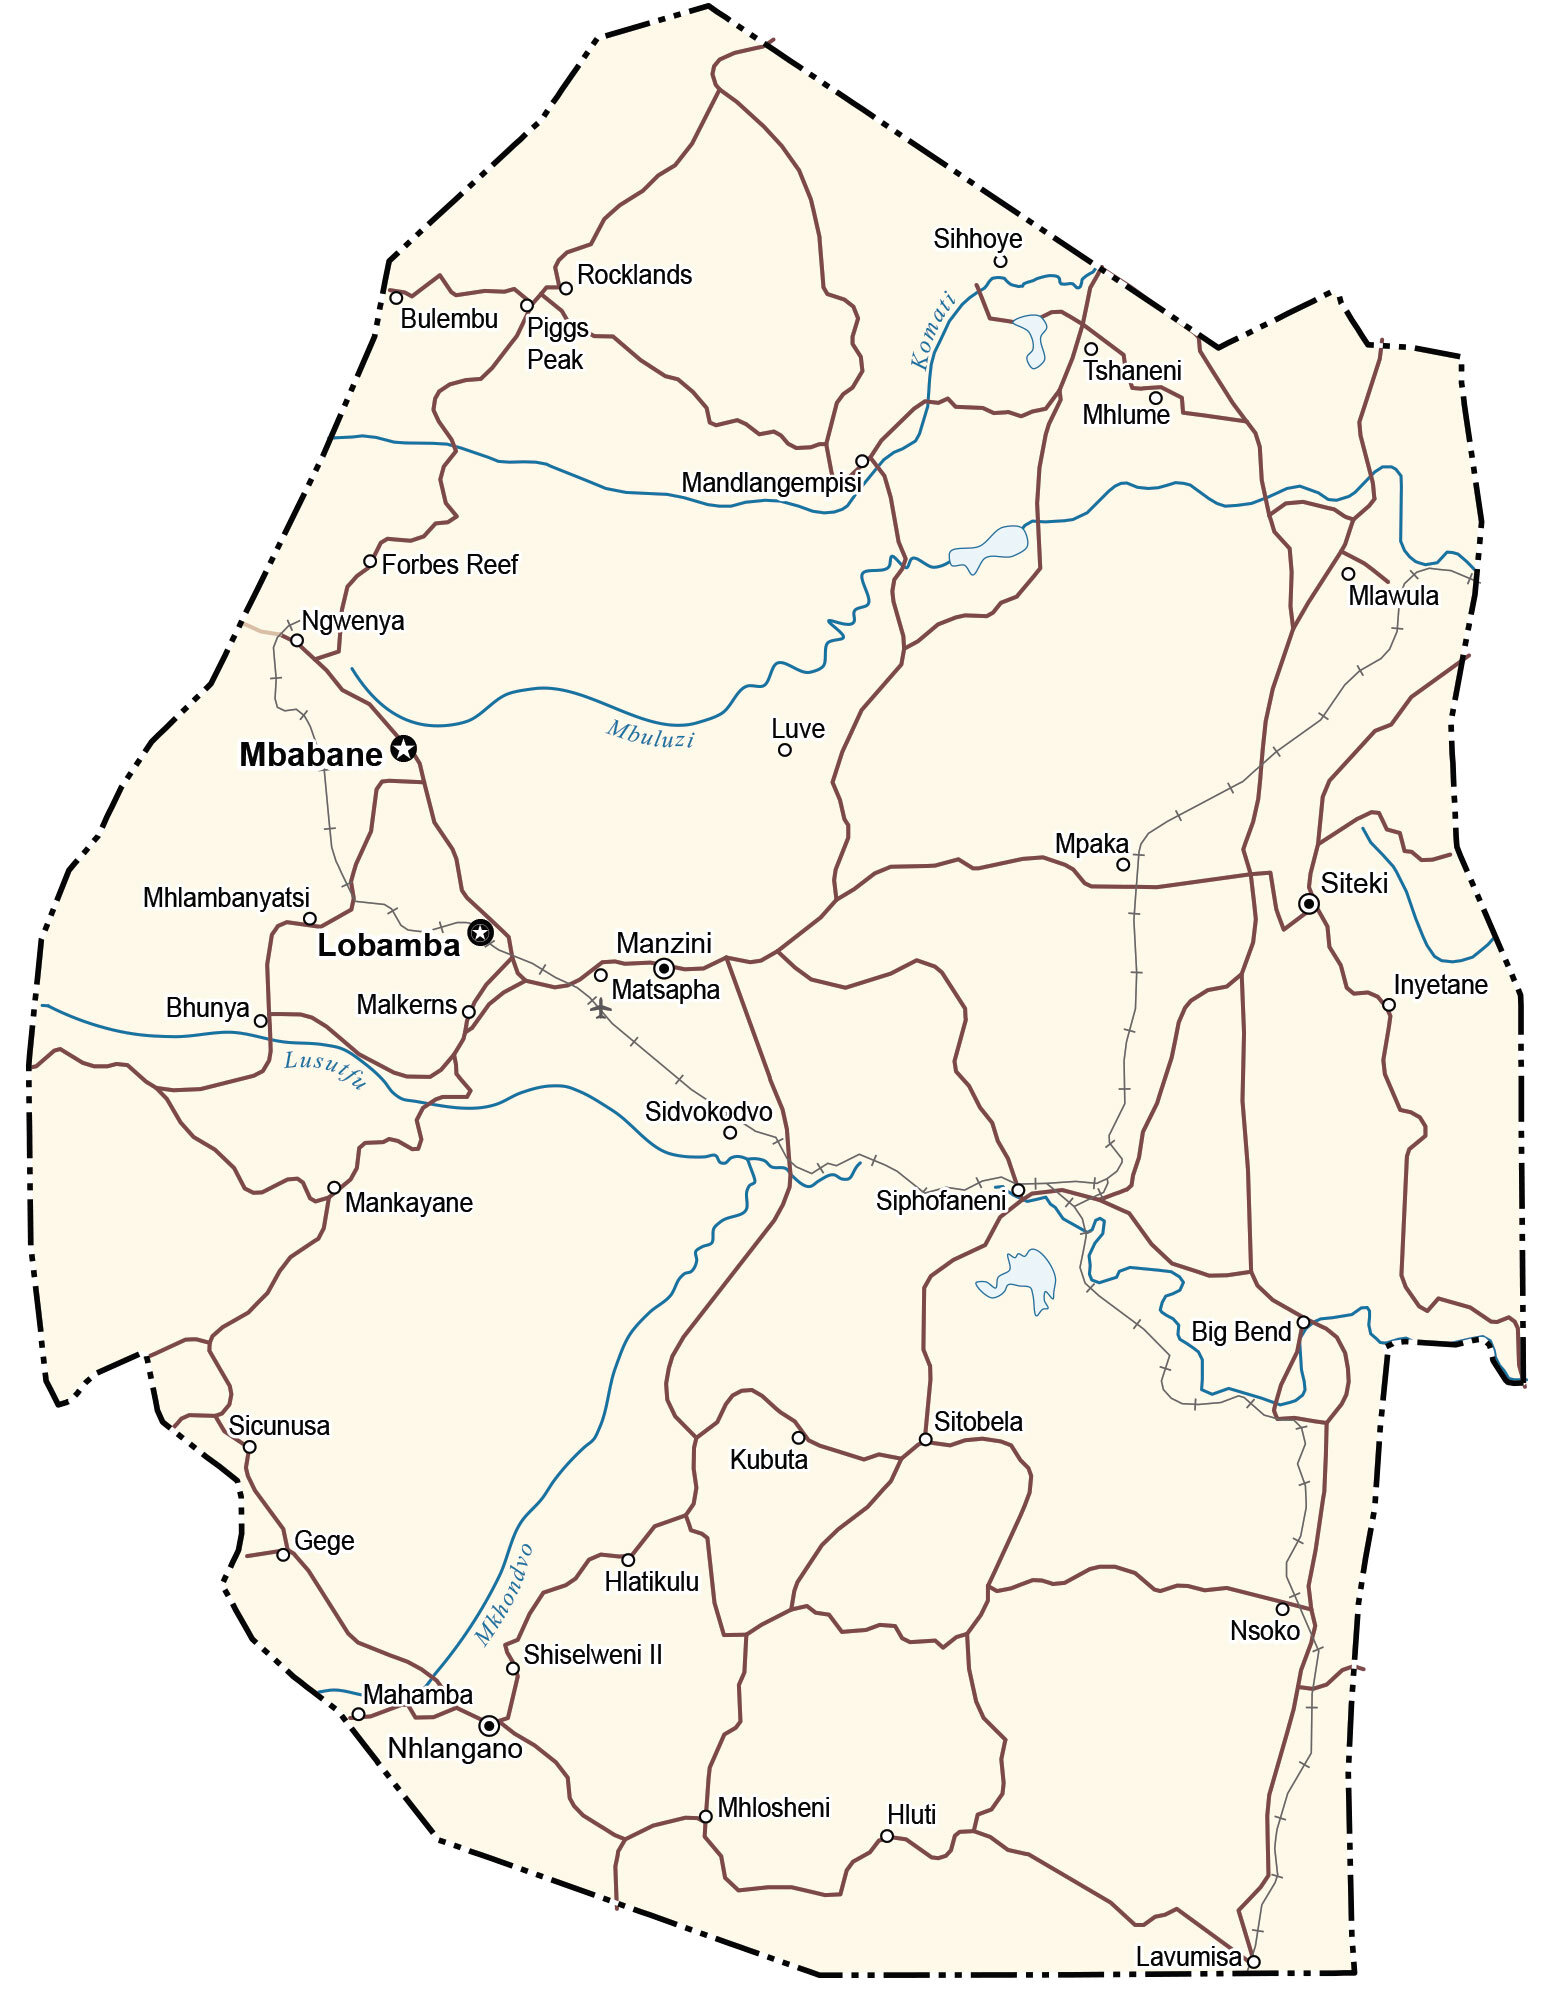 Sihhoye
Rocklands
Bulembu
Piggs
Peak
Komati
Tshaneni
Mhlume
Mandlangempisi
Forbes Reef
Mlawula
Ngwenya
Mbuluzi
Luve
Mbabane
Mpaka
Siteki
Mhlambanyatsi
Lobamba
Manzini
Matsapha
Inyetane
Malkerns
Bhunya
Lusutfu
Sidvokodvo
Mankayane
Siphofaneni
Big Bend
Sicunusa
Sitobela
Kubuta
Gege
Hlatikulu
Mkhondvo
Nsoko
Shiselweni II
Mahamba
Nhlangano
Mhlosheni
Hluti
Lavumisa